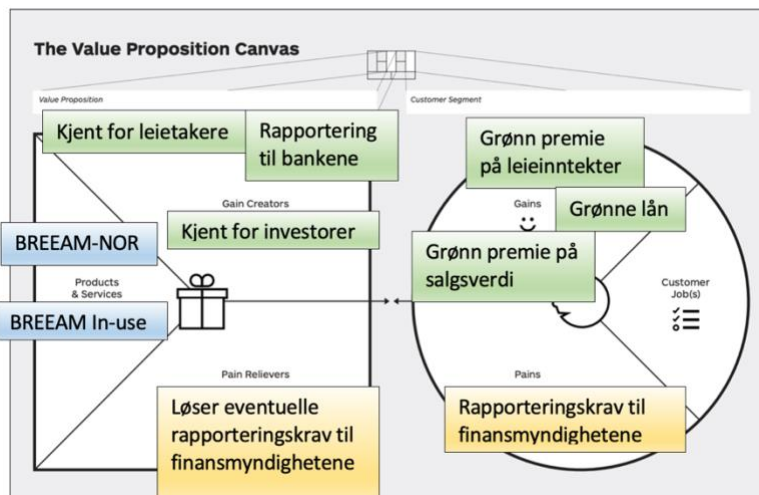 The Value Proposition Canvas
Value Proposition
Customer Segment
Kjent for leietakere
Rapportering
til bankene
Grønn premie
på leieinntekter
Gain Creators
Gains
Grønne lån
BREEAM-NOR
Kjent for investorer
Grønn premie på
salgsverdi
Products
& Services
Customer
Job(s)
BREEAM In-use
Pain Relievers
Pains
Løser eventuelle
rapporteringskrav til
finansmyndighetene
Rapporteringskrav til
finansmyndighetene